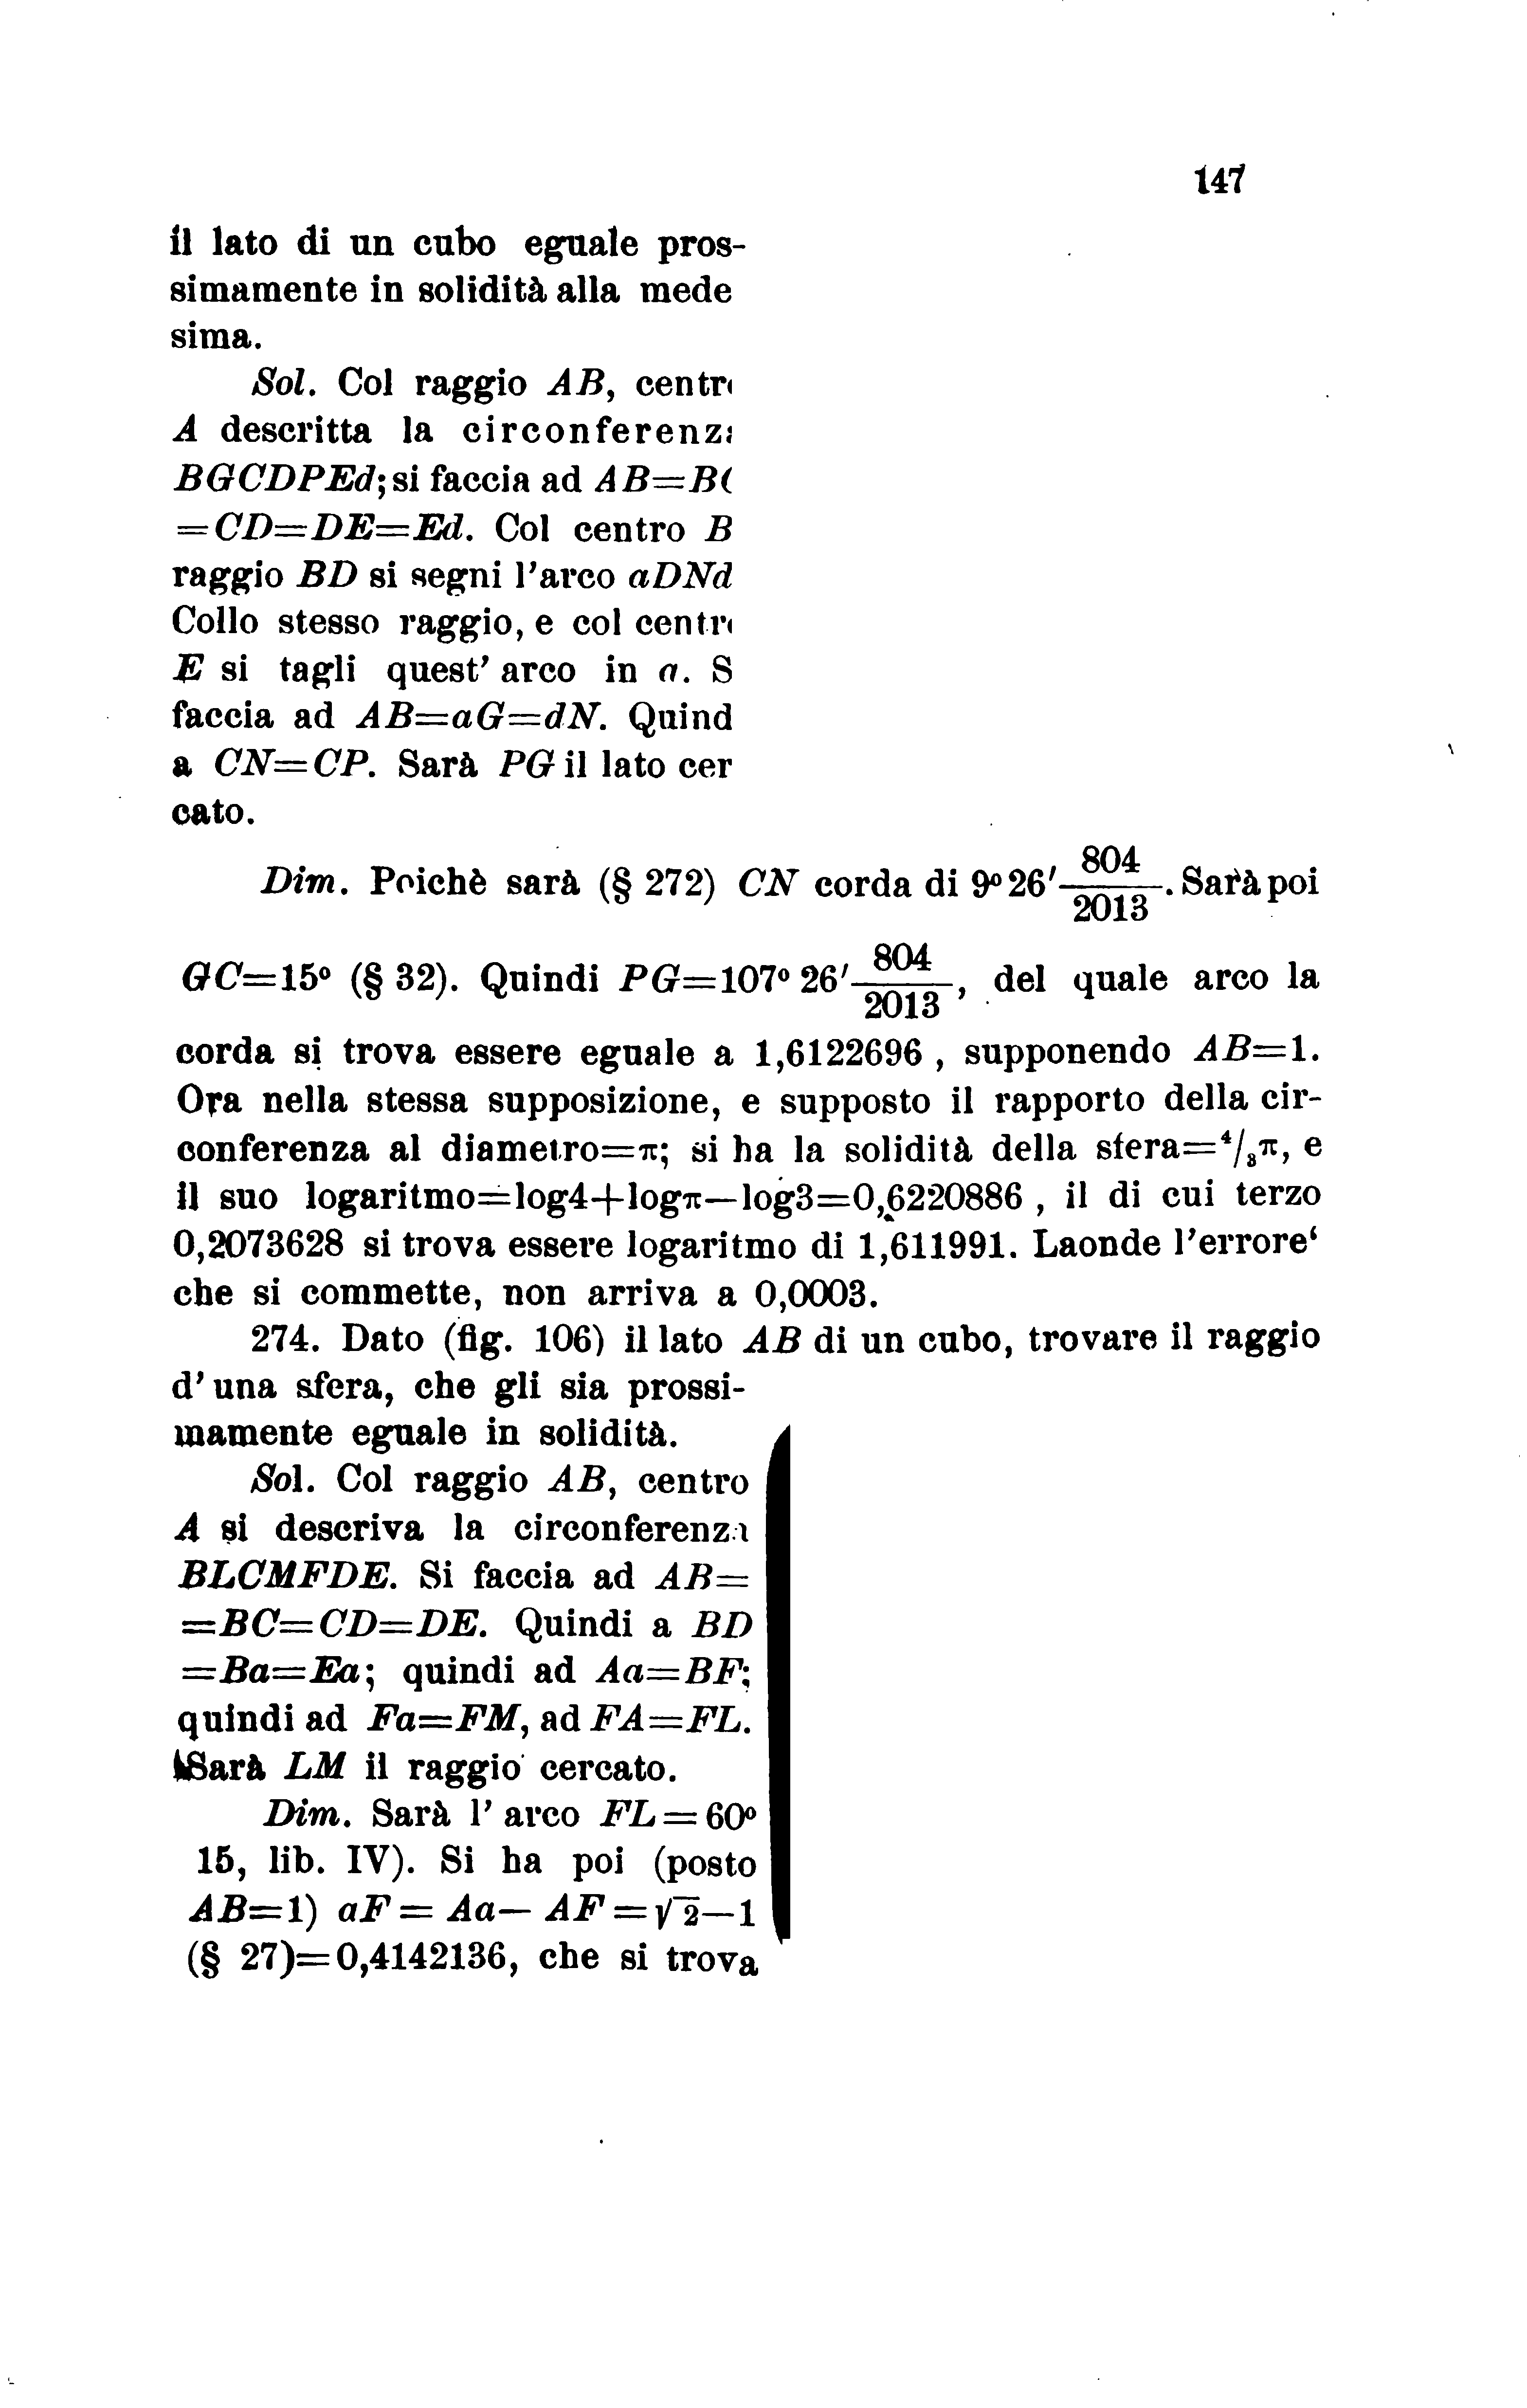 147
il lato di un cubo eguale pros-
simamente in solidità alla mede
sima.
Sol. Col raggio AB, centr
A descritta la circonferenz
BGCDPEd; si faccia ad AB=B
=CD=DE=Ed. Col centro B
raggio BD si segni l'arco aDNd
Collo stesso raggio, e col centr
E si tagli quest' arco in a. S
faccia ad AB=aG=dN. Quind
a CN=CP. Sarà PG il lato cer
cato.
Dim. Poichè sarà (§ 272) CN corda di 9° 26' 804/2013. Sarà poi
GC=15° (§ 32). Quindi PG=107° 26' 804/2013, del quale arco la
corda si trova essere eguale a 1,6122696, supponendo AB=1.
Ora nella stessa supposizione, e supposto il rapporto della cir-
conferenza al diametro=π; si ha la solidità della sfera=4/3π, e
il suo logaritmo=log4+logπ—log3=0,6220886, il di cui terzo
0,2073628 si trova essere logaritmo di 1,611991. Laonde l'errore
che si commette, non arriva a 0,0003.
274. Dato (fig. 106) il lato AB di un cubo, trovare il raggio
d' una sfera, che gli sia prossi-
mamente eguale in solidità.
Sol. Col raggio AB, centro
A si descriva la circonferenza
BLCMFDE. Si faccia ad AB=
=BC=CD=DE. Quindi a BD
=Ba=Ea; quindi ad Aa=BF;
quindi ad Fa=FM, ad FA=FL.
Sarà LM il raggio cercato.
Dim. Sarà l' arco FL=60°
15, lib. IV). Si ha poi (posto
AB=1) aF=Aa—AF=√2—1
(§ 27)=0,4142136, che si trova